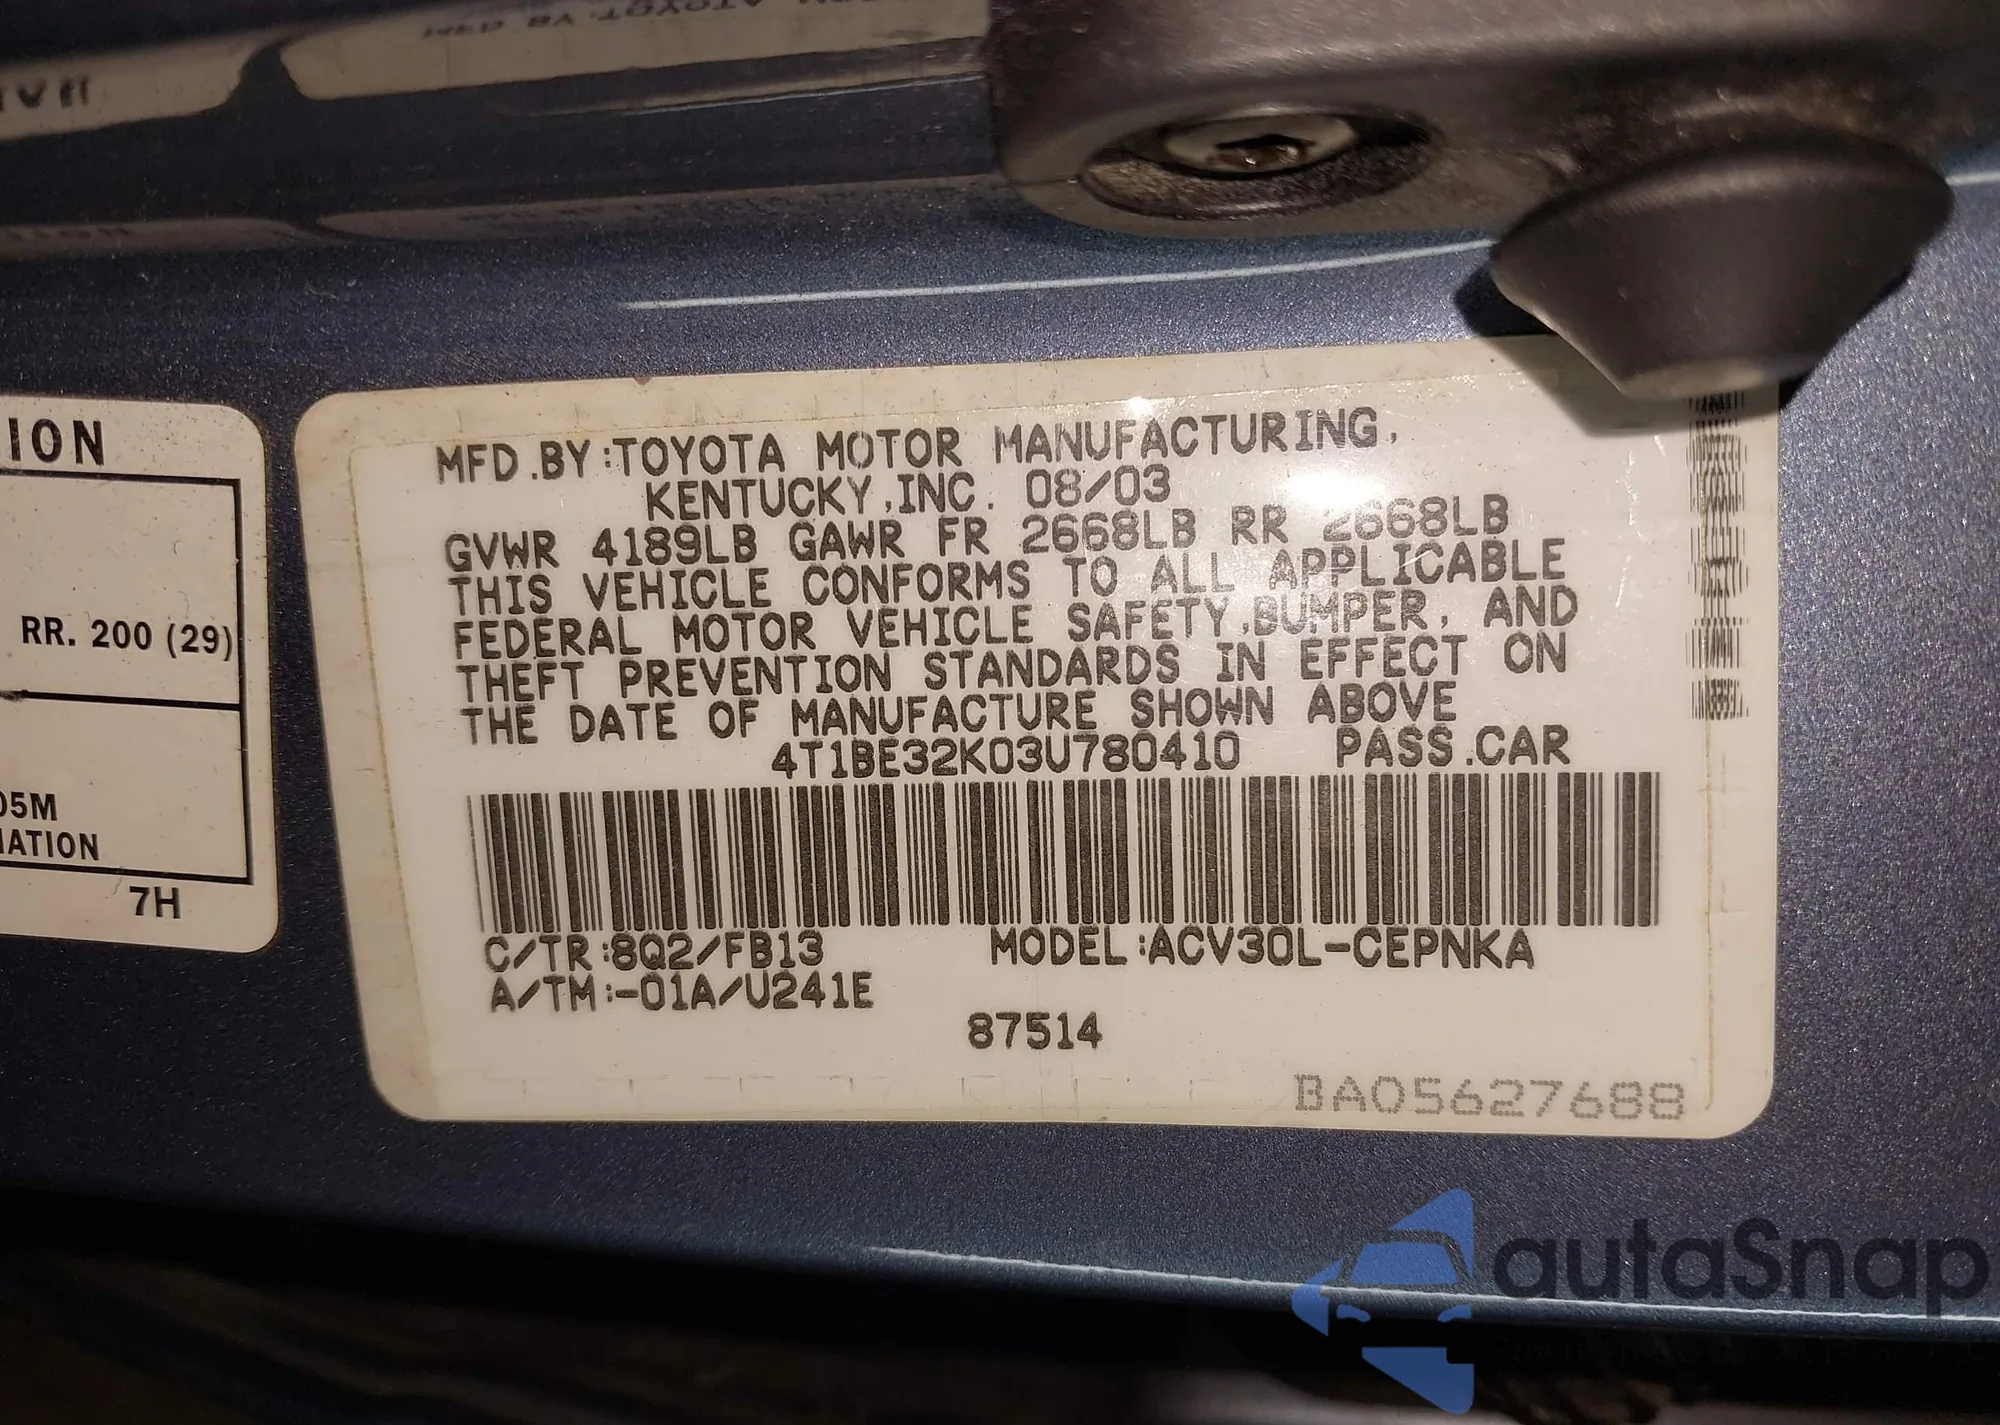 ION
RR. 200 (29)
05M
MATION
7H
MFD.BY:TOYOTA MOTOR MANUFACTURING,
KENTUCKY,INC. 08/03
GVWR 4189LB GAWR FR 2668LB RR 2668LB
THIS VEHICLE CONFORMS TO ALL APPLICABLE
FEDERAL MOTOR VEHICLE SAFETY,BUMPER, AND
THEFT PREVENTION STANDARDS IN EFFECT ON
THE DATE OF MANUFACTURE SHOWN ABOVE
4T1BE32K03U780410 PASS.CAR
C/TR:8Q2/FB13 MODEL:ACV30L-CEPNKA
A/TM:-01A/U241E
87514
BA05627688
autaSnap